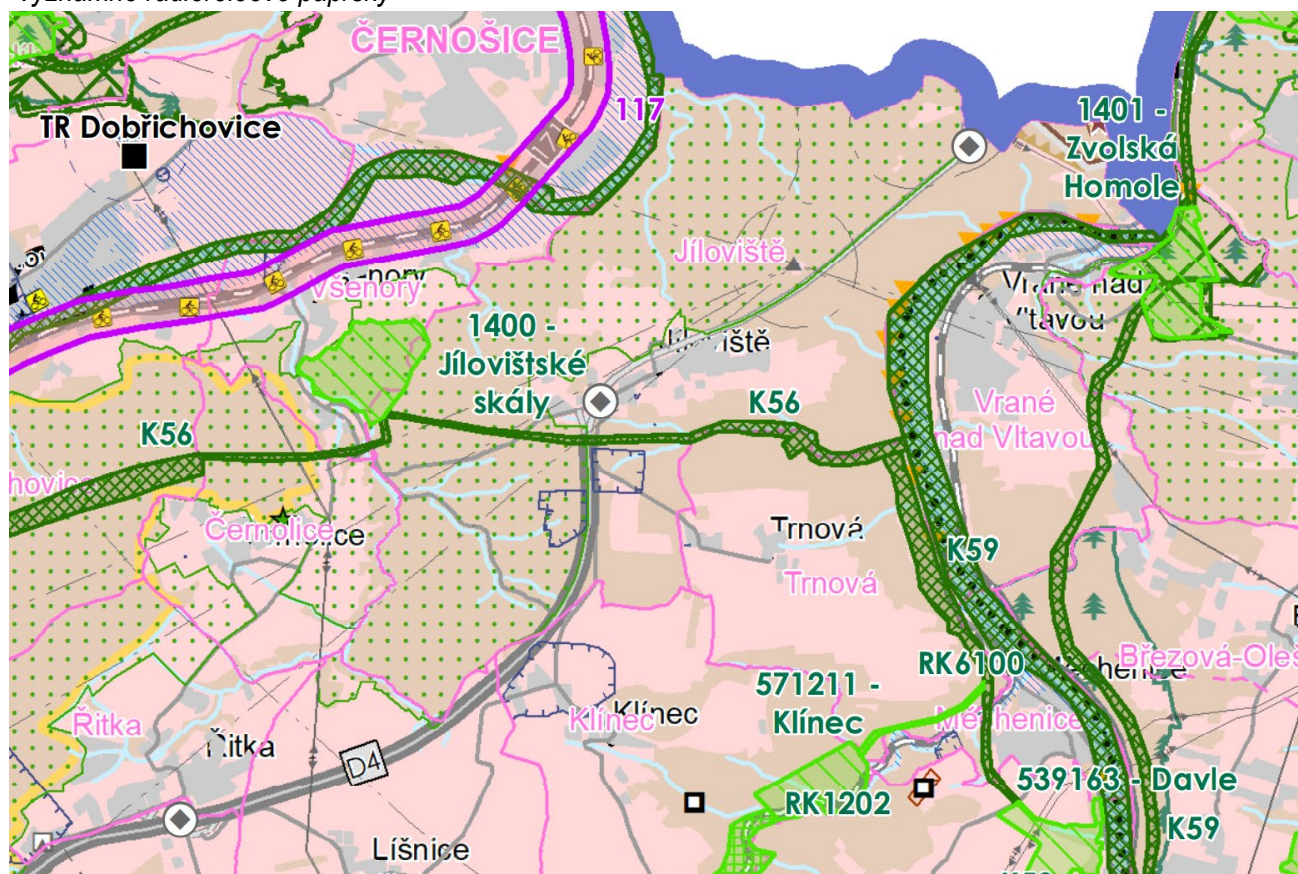 ČERNOŠICE
117
TR Dobřichovice
1401 -
Zvolská
Homole
Jíloviště
Všenory
Vrané nad
Vltavou
1400 -
Jílovištské
skály
K56
K56
Vrané
nad Vltavou
Černolice
Trnová
Trnová
K59
RK6100
Březová-Oleš
571211 -
Klínec
Řitka
Řitka
Klínec
Klínec
Měchenice
D4
539163 - Davle
RK1202
K59
Líšnice